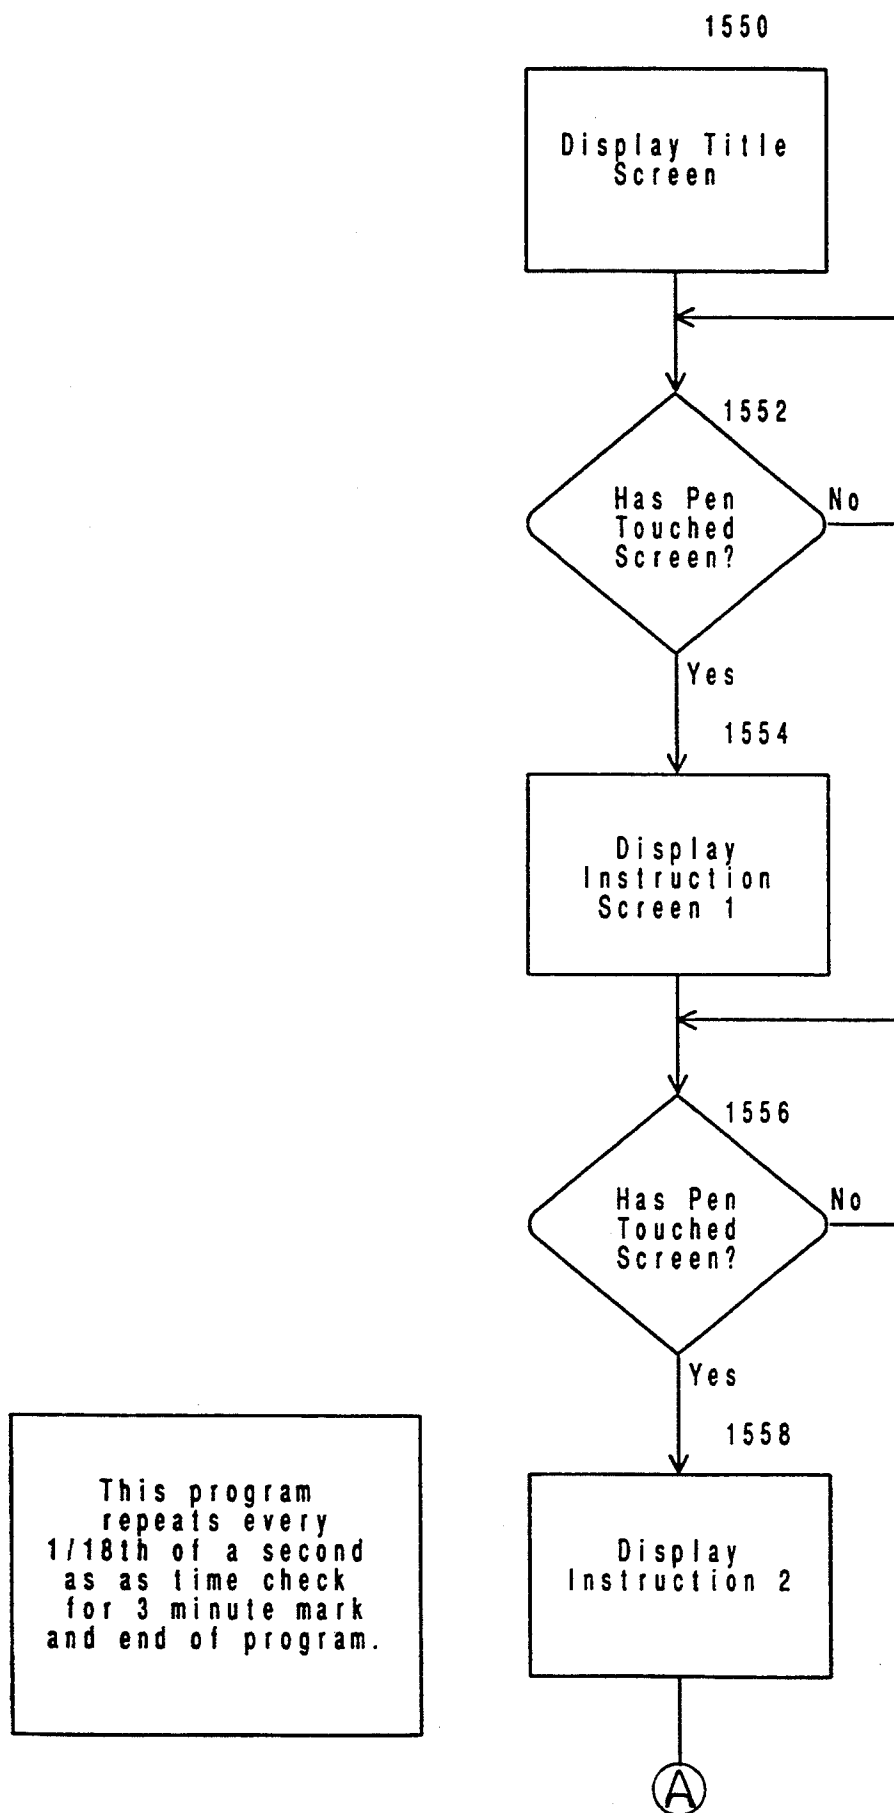 1550
Display Title
Screen
1552
Has Pen
Touched
Screen?
No
Yes
1554
Display
Instruction
Screen 1
1556
Has Pen
Touched
Screen?
No
Yes
1558
Display
Instruction 2
This program
repeats every
1/18th of a second
as as time check
for 3 minute mark
and end of program.
A